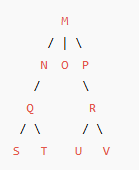 M
/ | \
N O P
/ \
Q R
/ \ / \
S T U V